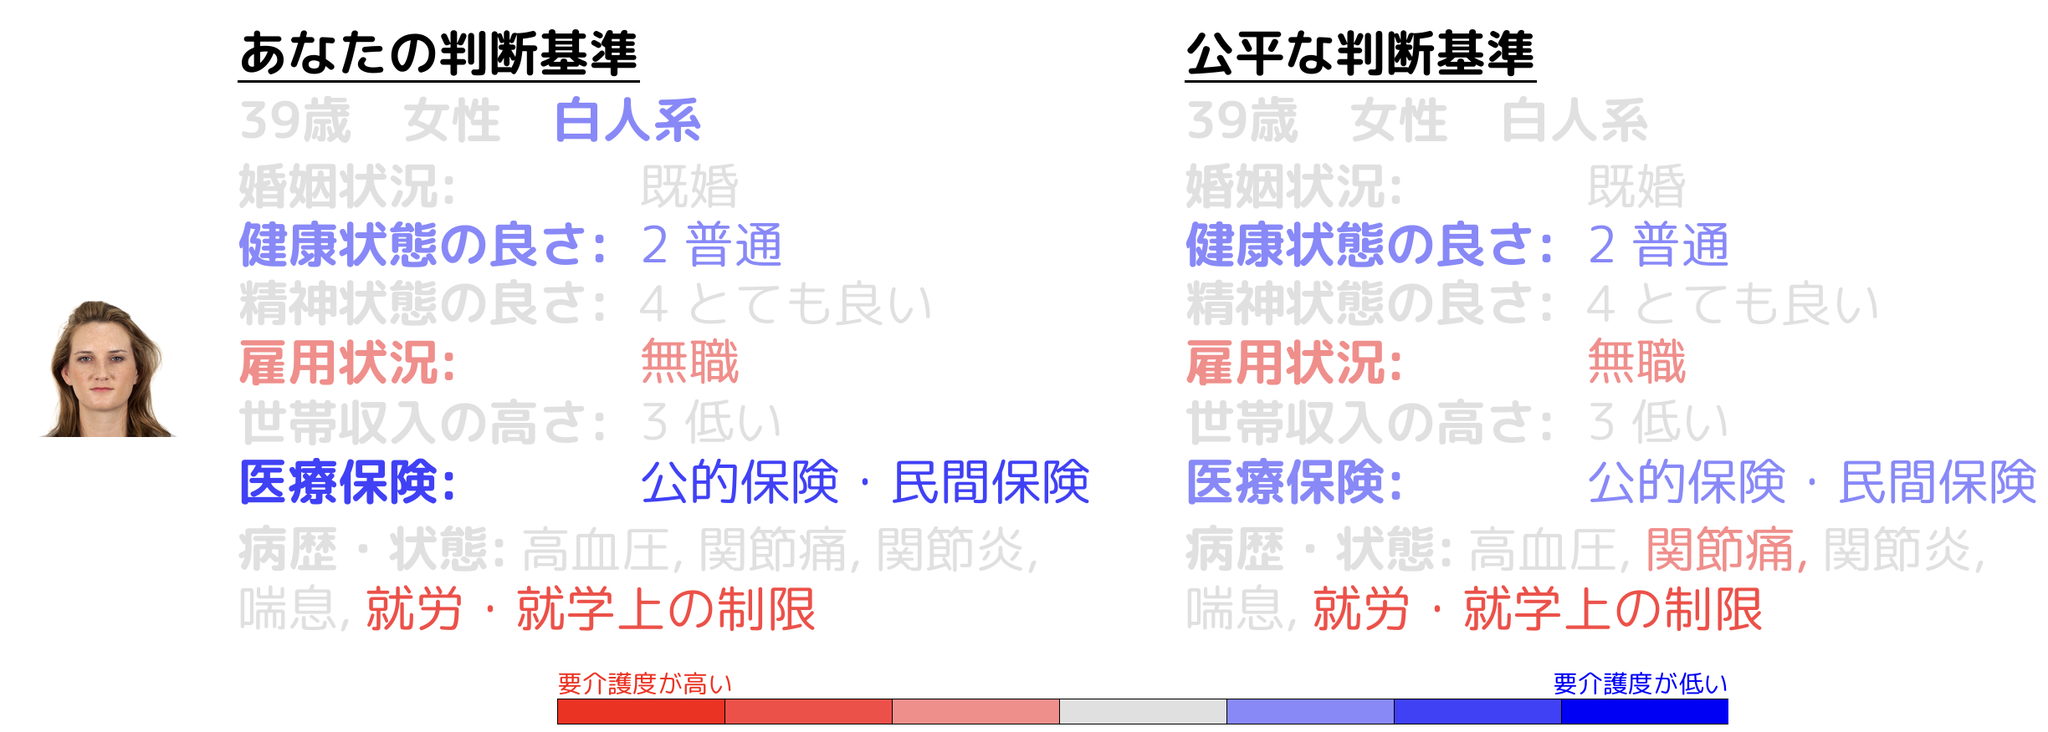 あなたの判断基準
39歳 女性 白人系
婚姻状況: 既婚
健康状態の良さ: 2 普通
精神状態の良さ: 4 とても良い
雇用状況: 無職
世帯収入の高さ: 3 低い
医療保険: 公的保険・民間保険
病歴・状態: 高血圧, 関節痛, 関節炎,
喘息, 就労・就学上の制限
公平な判断基準
39歳 女性 白人系
婚姻状況: 既婚
健康状態の良さ: 2 普通
精神状態の良さ: 4 とても良い
雇用状況: 無職
世帯収入の高さ: 3 低い
医療保険: 公的保険・民間保険
病歴・状態: 高血圧, 関節痛, 関節炎,
喘息, 就労・就学上の制限
要介護度が高い
要介護度が低い